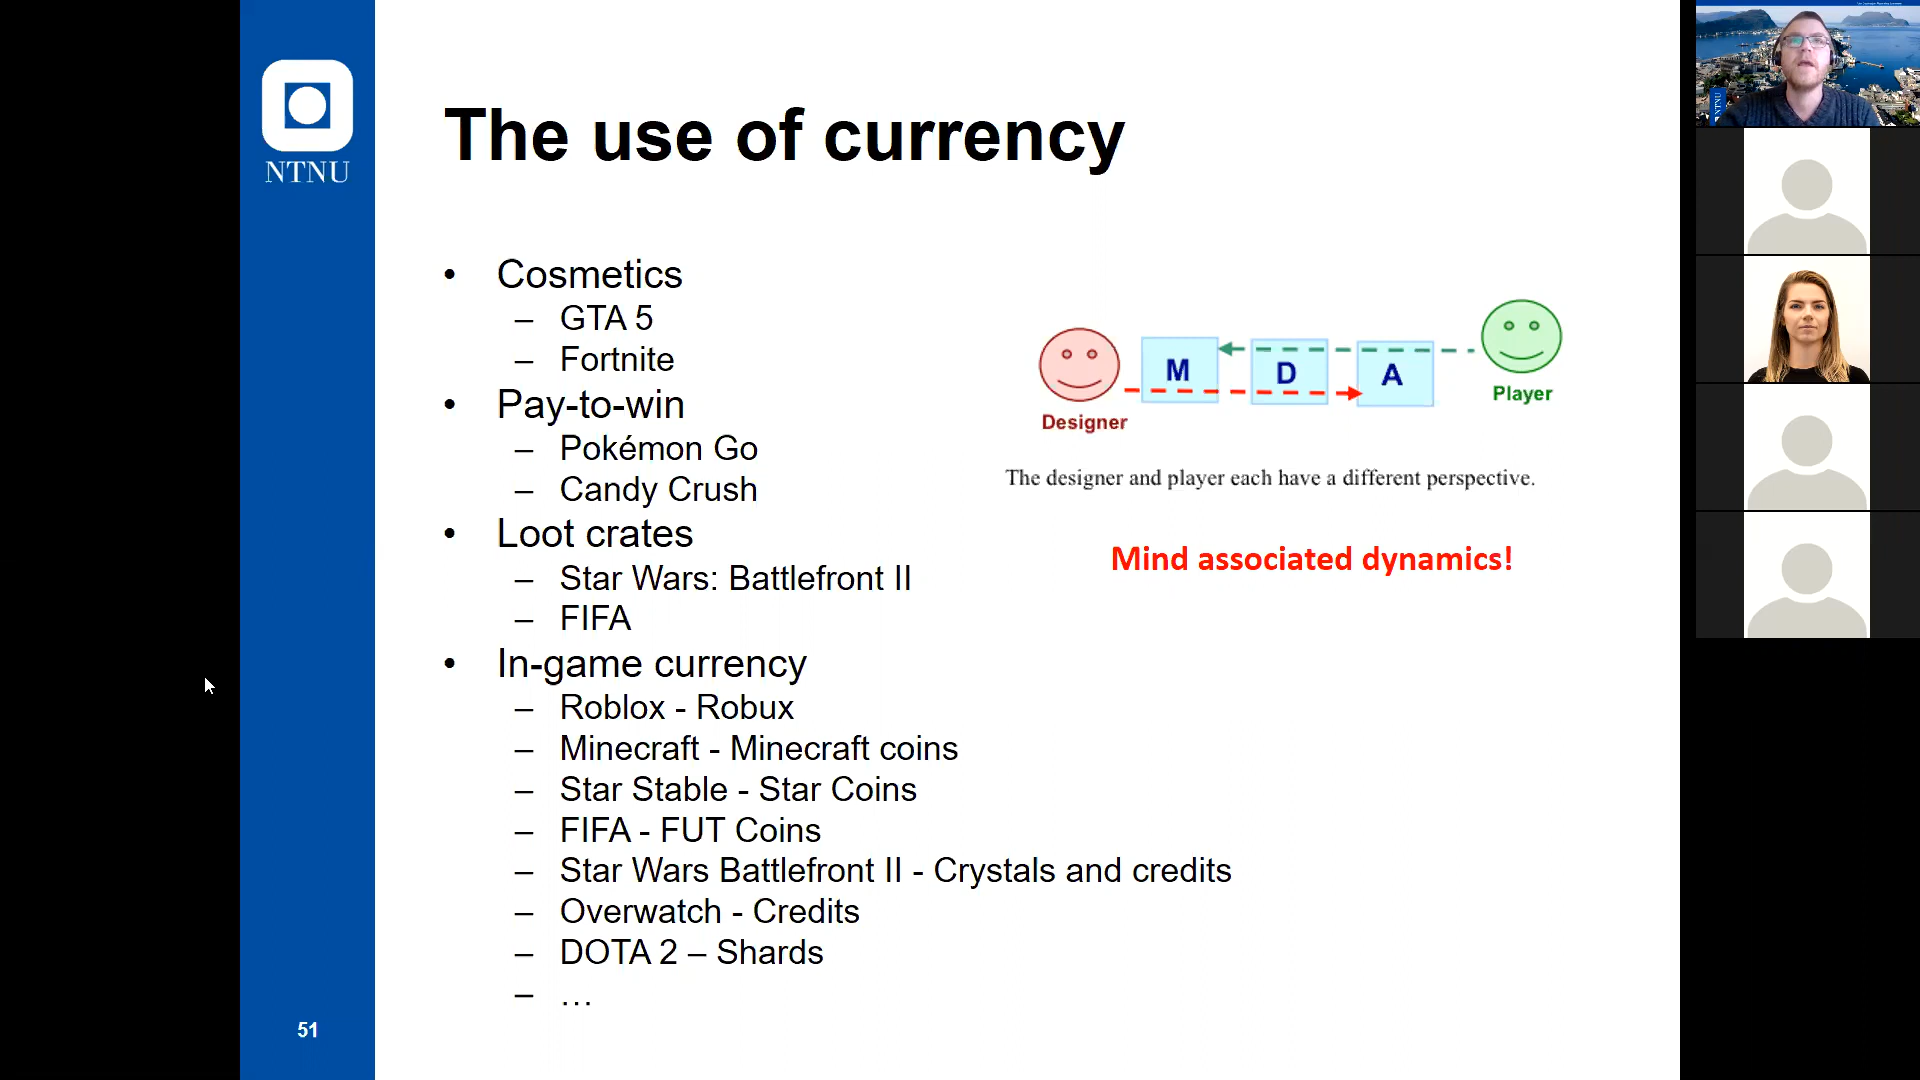 NTNU
The use of currency
• Cosmetics
– GTA 5
– Fortnite
• Pay-to-win
– Pokémon Go
– Candy Crush
• Loot crates
– Star Wars: Battlefront II
– FIFA
• In-game currency
– Roblox - Robux
– Minecraft - Minecraft coins
– Star Stable - Star Coins
– FIFA - FUT Coins
– Star Wars Battlefront II - Crystals and credits
– Overwatch - Credits
– DOTA 2 – Shards
– …
M
D
A
Designer
Player
The designer and player each have a different perspective.
Mind associated dynamics!
51
NTNU